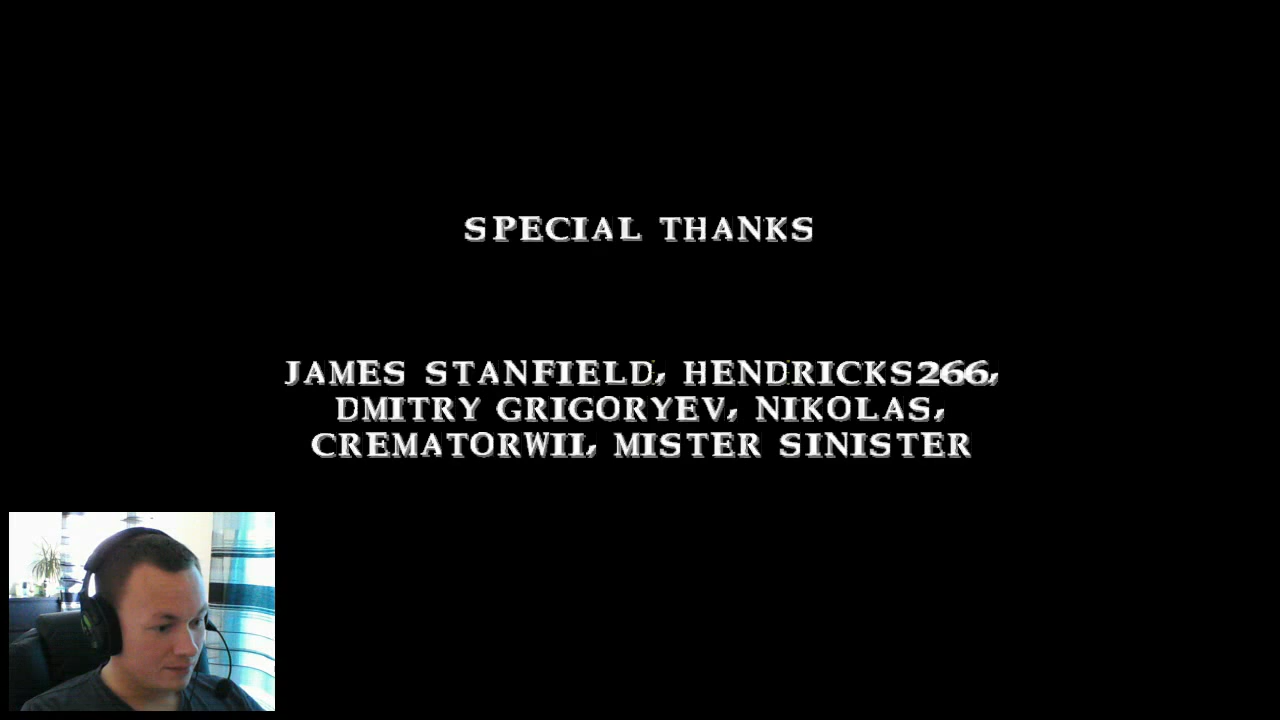 SPECIAL THANKS
JAMES STANFIELD, HENDRICKS266,
DMITRY GRIGORYEV, NIKOLAS,
CREMATORWII, MISTER SINISTER